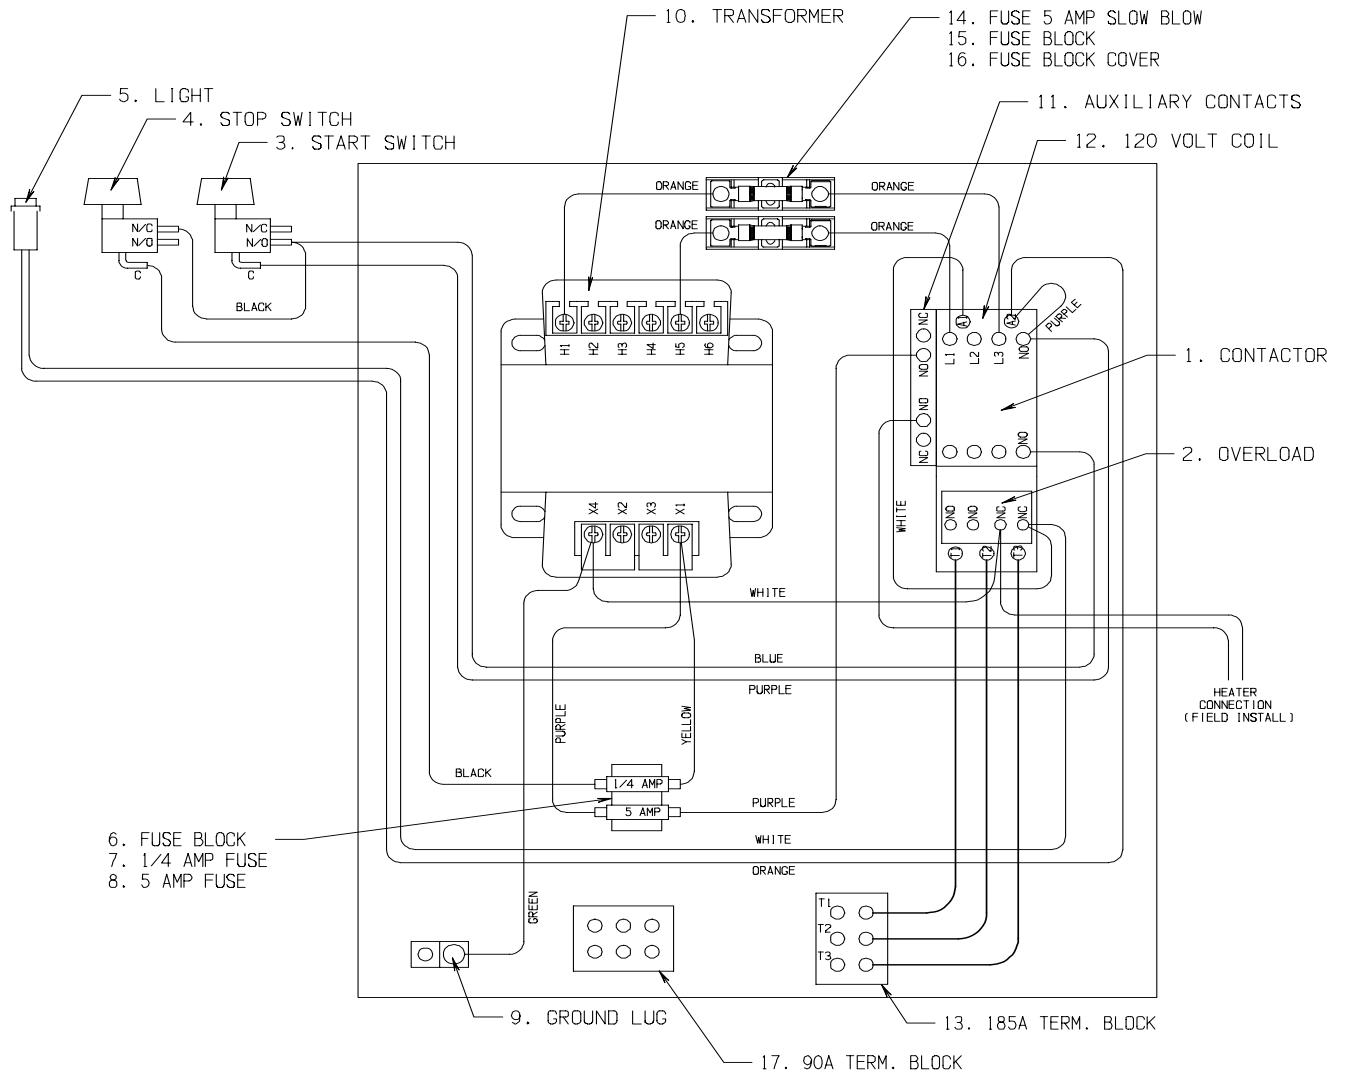 10. TRANSFORMER
14. FUSE 5 AMP SLOW BLOW
15. FUSE BLOCK
16. FUSE BLOCK COVER
5. LIGHT
4. STOP SWITCH
3. START SWITCH
11. AUXILIARY CONTACTS
12. 120 VOLT COIL
ORANGE
ORANGE
ORANGE
ORANGE
N/C
N/O
C
N/C
N/O
C
BLACK
PURPLE
NC
NO
NO
NC
A1
A2
L1
L2
L3
NO
NO
H1
H2
H3
H4
H5
H6
1. CONTACTOR
2. OVERLOAD
X4
X2
X3
X1
WHITE
NO
NO
NC
NC
T1
T2
T3
WHITE
BLUE
PURPLE
HEATER
CONNECTION
(FIELD INSTALL)
PURPLE
YELLOW
BLACK
1/4 AMP
5 AMP
PURPLE
WHITE
ORANGE
6. FUSE BLOCK
7. 1/4 AMP FUSE
8. 5 AMP FUSE
GREEN
T1
T2
T3
9. GROUND LUG
13. 185A TERM. BLOCK
17. 90A TERM. BLOCK